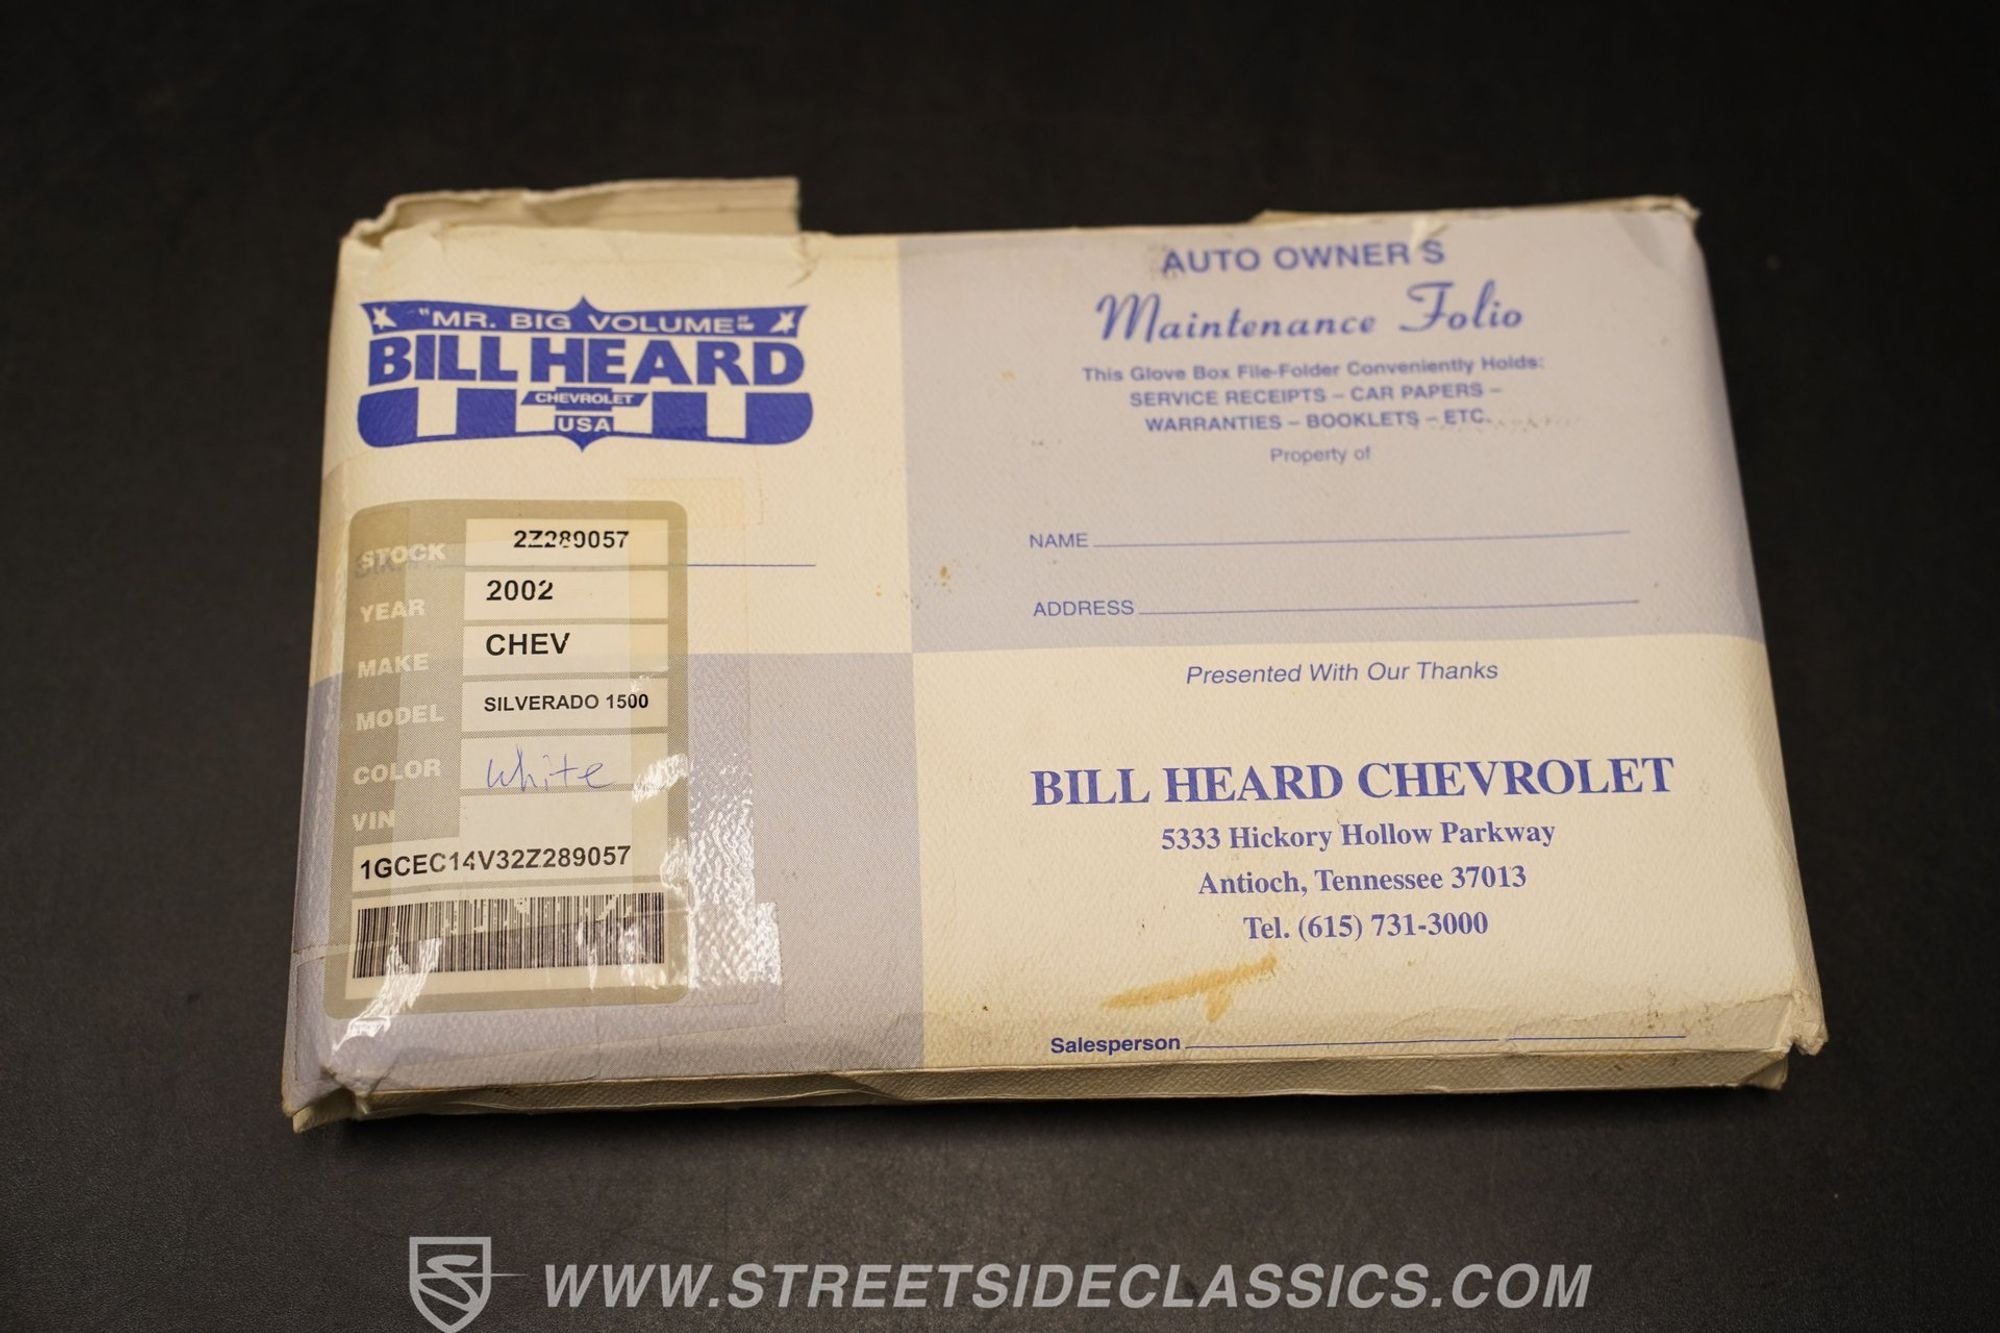 "MR. BIG VOLUME"
BILL HEARD
CHEVROLET
USA
STOCK 2Z289057
YEAR 2002
MAKE CHEV
MODEL SILVERADO 1500
COLOR white
VIN
1GCEC14V32Z289057
AUTO OWNER'S
Maintenance Folio
This Glove Box File-Folder Conveniently Holds:
SERVICE RECEIPTS – CAR PAPERS –
WARRANTIES – BOOKLETS – ETC.
Property of
NAME
ADDRESS
Presented With Our Thanks
BILL HEARD CHEVROLET
5333 Hickory Hollow Parkway
Antioch, Tennessee 37013
Tel. (615) 731-3000
Salesperson
WWW.STREETSIDECLASSICS.COM